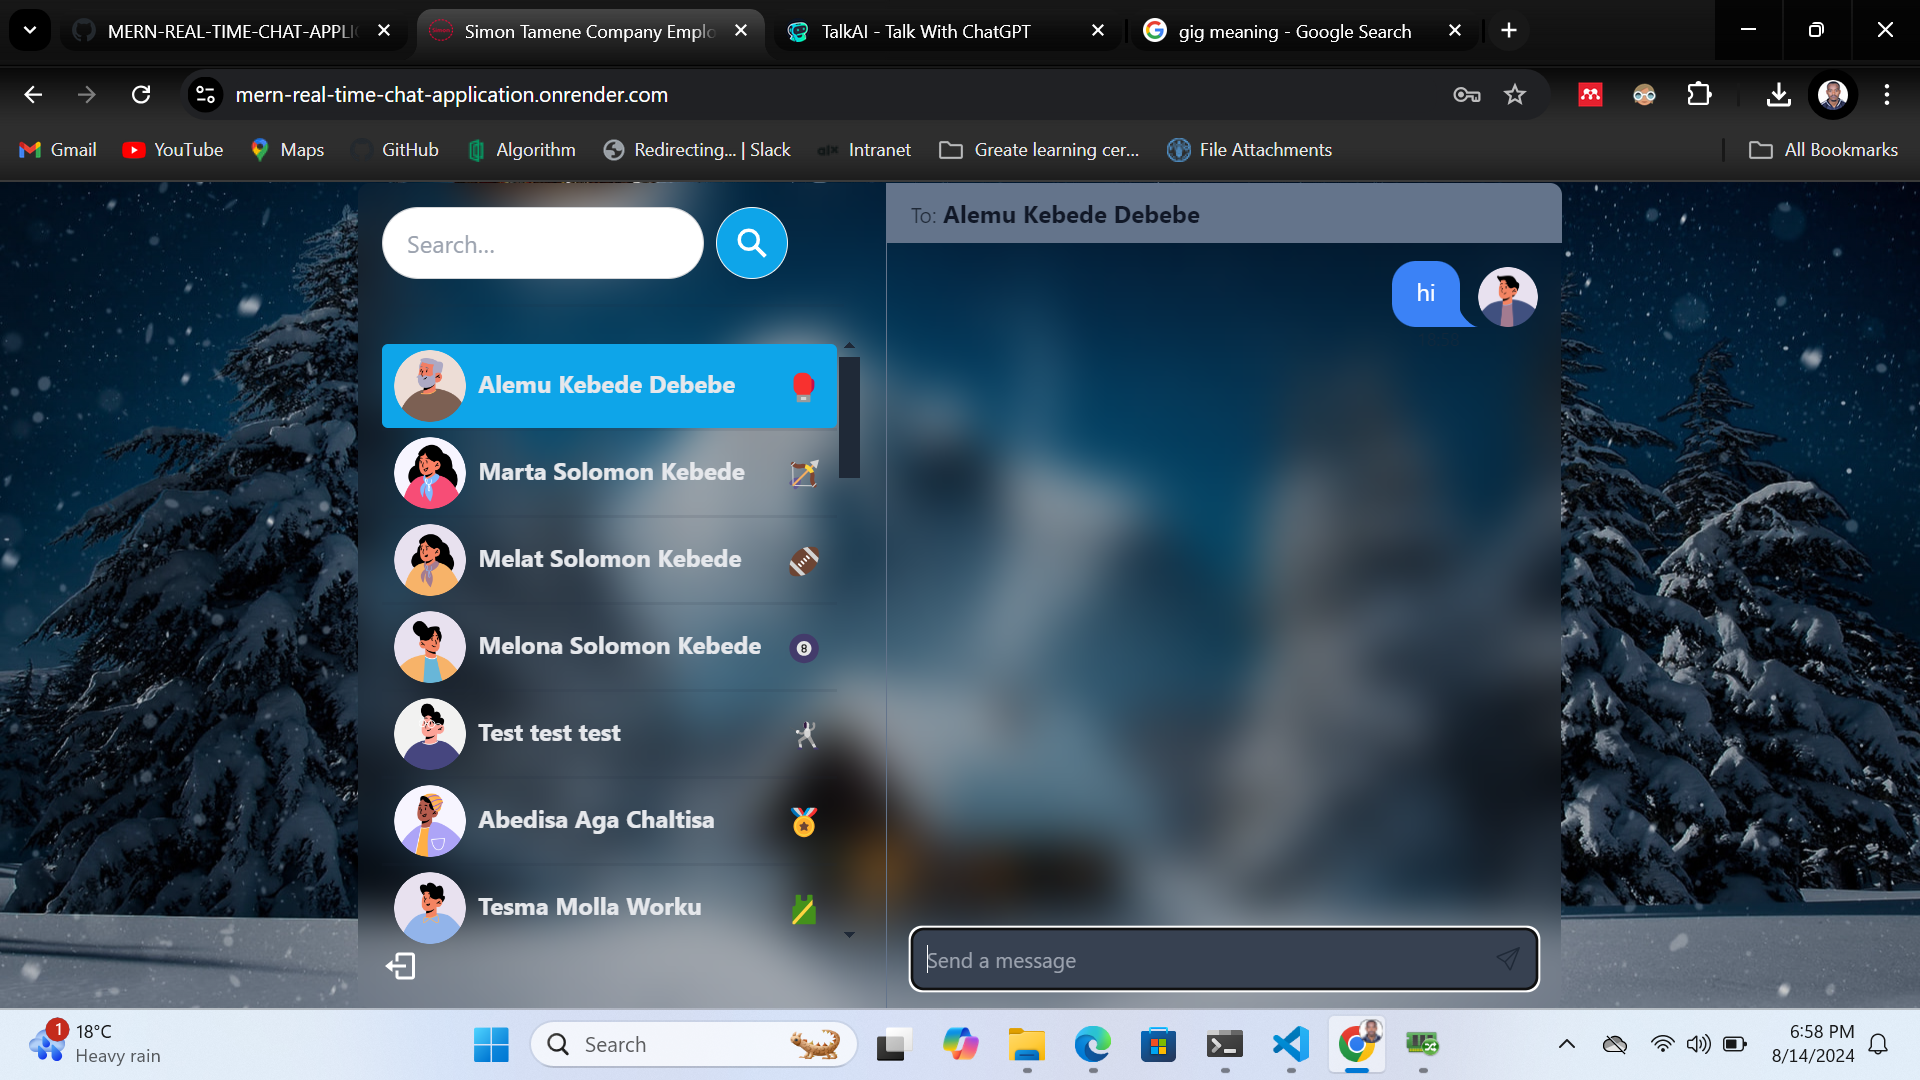 MERN-REAL-TIME-CHAT-APPLIC
Simon Tamene Company Emplo
TalkAI - Talk With ChatGPT
gig meaning - Google Search
mern-real-time-chat-application.onrender.com
Gmail
YouTube
Maps
GitHub
Algorithm
Redirecting... | Slack
alx
Intranet
Greate learning cer...
File Attachments
All Bookmarks
Search...
To: Alemu Kebede Debebe
hi
Alemu Kebede Debebe
Marta Solomon Kebede
Melat Solomon Kebede
Melona Solomon Kebede
8
Test test test
Abedisa Aga Chaltisa
Tesma Molla Worku
Send a message
1
18°C
Heavy rain
Search
6:58 PM
8/14/2024